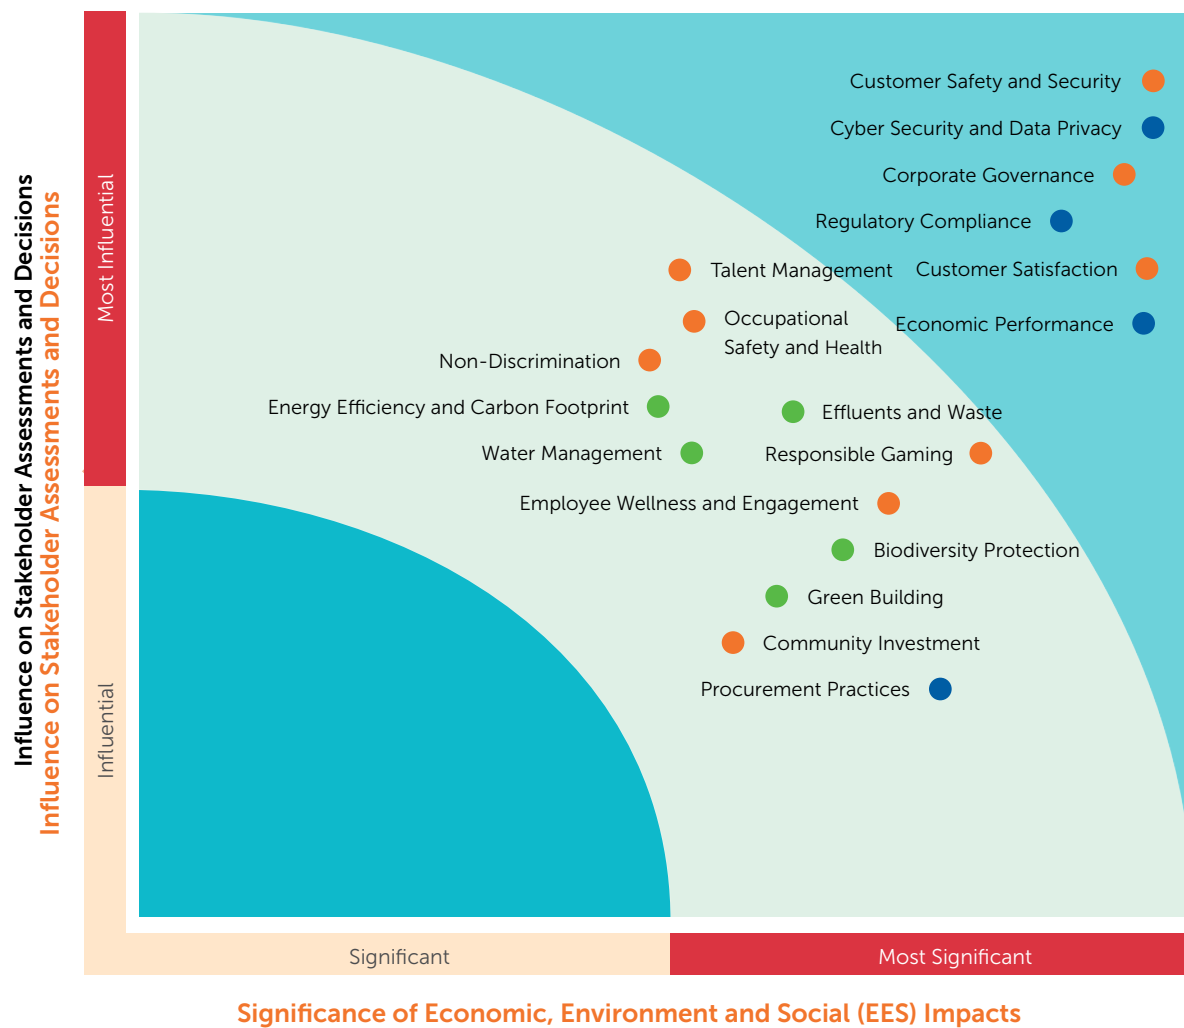 Influence on Stakeholder Assessments and Decisions
Influence on Stakeholder Assessments and Decisions
Most Influential
Influential
Customer Safety and Security
Cyber Security and Data Privacy
Corporate Governance
Regulatory Compliance
Talent Management
Customer Satisfaction
Occupational
Safety and Health
Economic Performance
Non-Discrimination
Energy Efficiency and Carbon Footprint
Effluents and Waste
Water Management
Responsible Gaming
Employee Wellness and Engagement
Biodiversity Protection
Green Building
Community Investment
Procurement Practices
Significant
Most Significant
Significance of Economic, Environment and Social (EES) Impacts